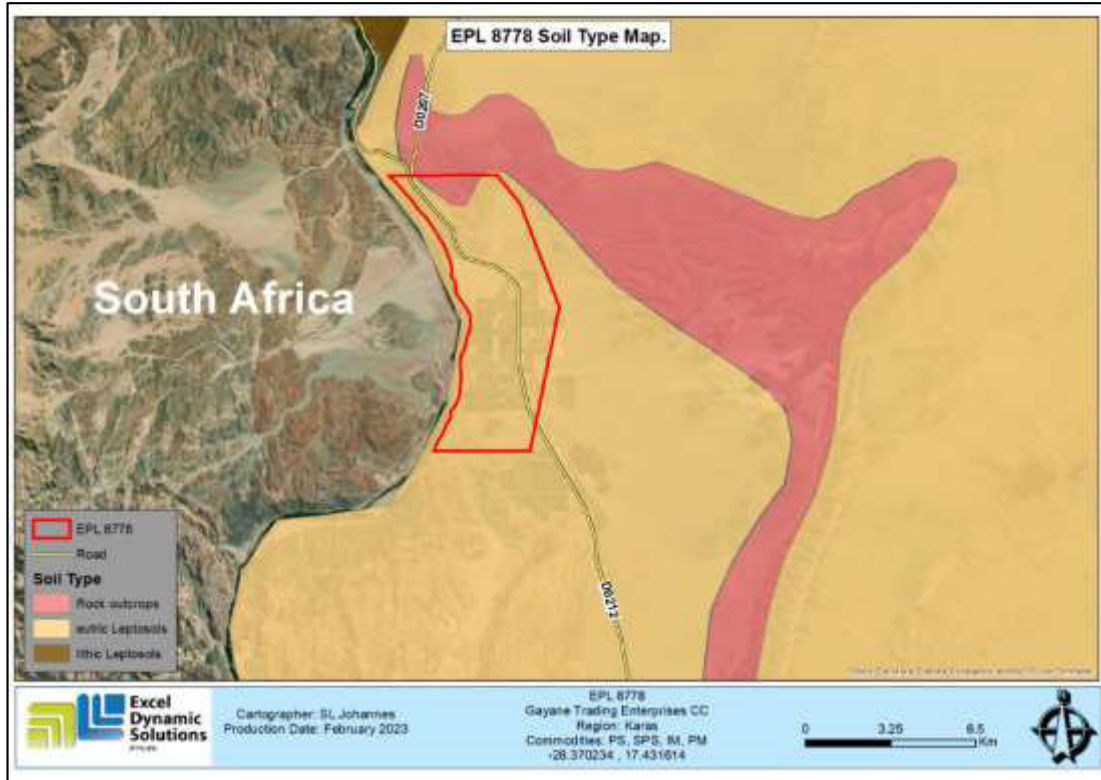 EPL 8778 Soil Type Map.
D0207
South Africa
EPL 8778
Road
Soil Type
Rock outcrops
eutric Leptosols
lithic Leptosols
D0212
Excel
Dynamic
Solutions
Cartographer: SL Johannes
Production Date: February 2023
EPL 8778
Gayane Trading Enterprises CC
Region: Karas
Commodities: PS, SPS, IM, PM
-28.370234 , 17.431614
0 3.25 6.5
Km